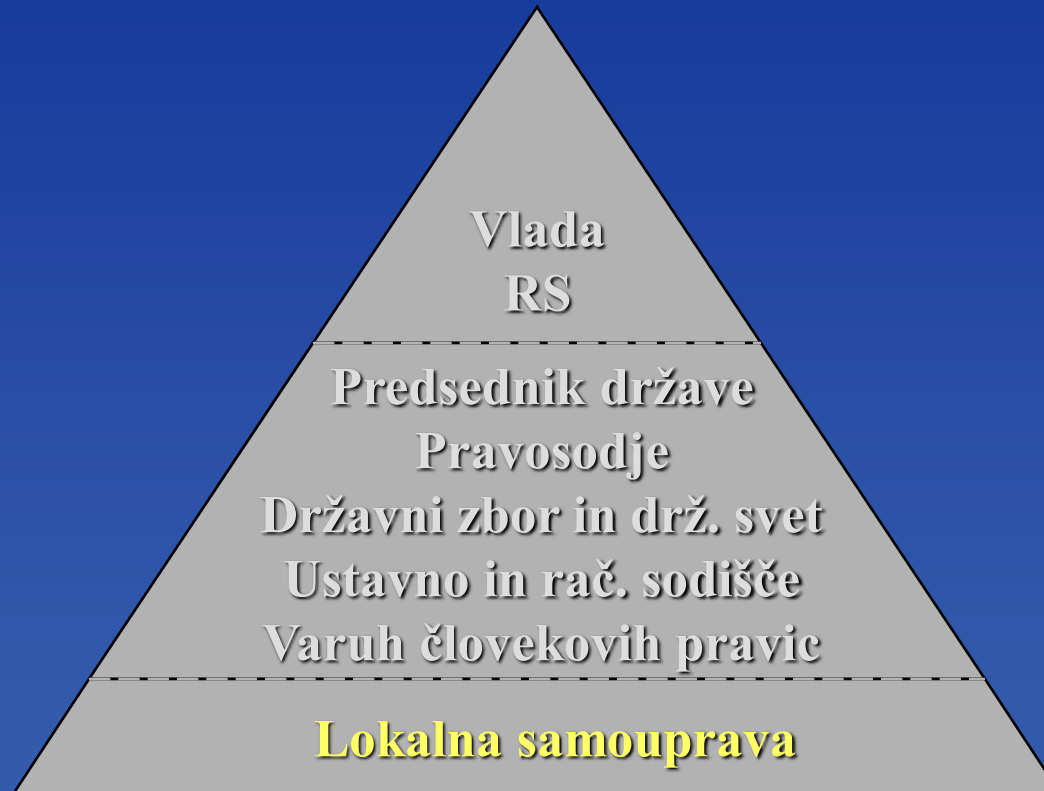 Vlada
RS
Predsednik države
Pravosodje
Državni zbor in drž. svet
Ustavno in rač. sodišče
Varuh človekovih pravic
Lokalna samouprava